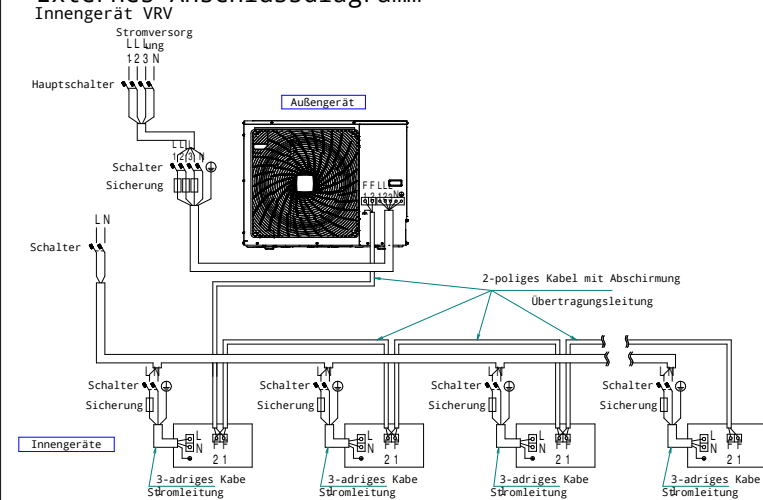 Externes Anschlussdiagramm
Innengerät VRV
Stromversorg
ung
L L L
1 2 3 N
Hauptschalter
Außengerät
L L L
1 2 3 N
Schalter
Sicherung
F F L L L
1 2 1 2 3 N
L N
Schalter
2-poliges Kabel mit Abschirmung
Übertragungsleitung
L N
L N
L N
L N
Schalter
Schalter
Schalter
Schalter
Sicherung
Sicherung
Sicherung
Sicherung
Innengeräte
L
N
F F
2 1
L
N
F F
2 1
L
N
F F
2 1
L
N
F F
2 1
3-adriges Kabe
Stromleitung
3-adriges Kabe
Stromleitung
3-adriges Kabe
Stromleitung
3-adriges Kabe
Stromleitung